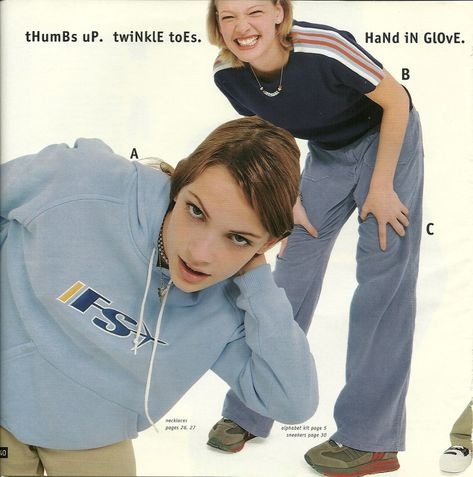 tHumBs uP. twiNklE toEs. HaNd iN GlOvE.
B
A
C
FS
necklaces
pages 26, 27
alphabet kit page 5
sneakers page 30
40